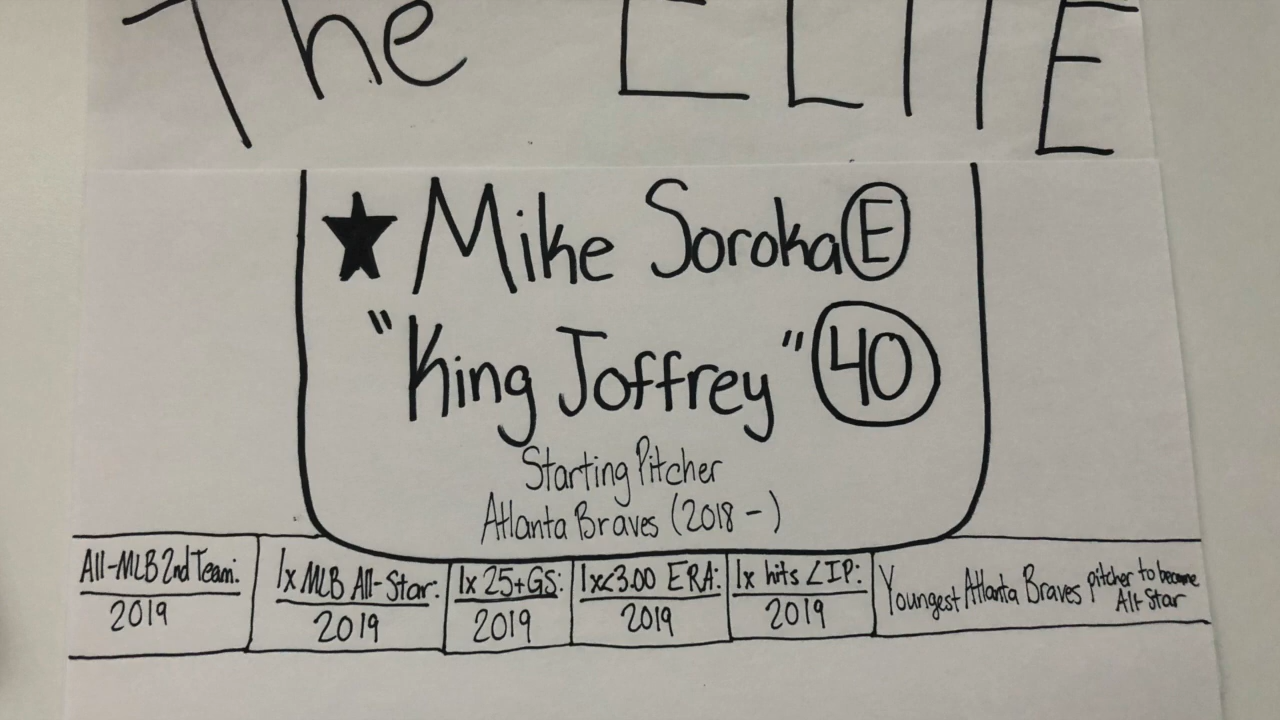 The ELITE
★ Mike Soroka Ⓔ
"King Joffrey" 40
Starting Pitcher
Atlanta Braves (2018 - )
All-MLB 2nd Team:
2019
1x MLB All-Star:
2019
1x 25+GS:
2019
1x<3.00 ERA:
2019
1x hits <IP:
2019
Youngest Atlanta Braves pitcher to become
All-Star